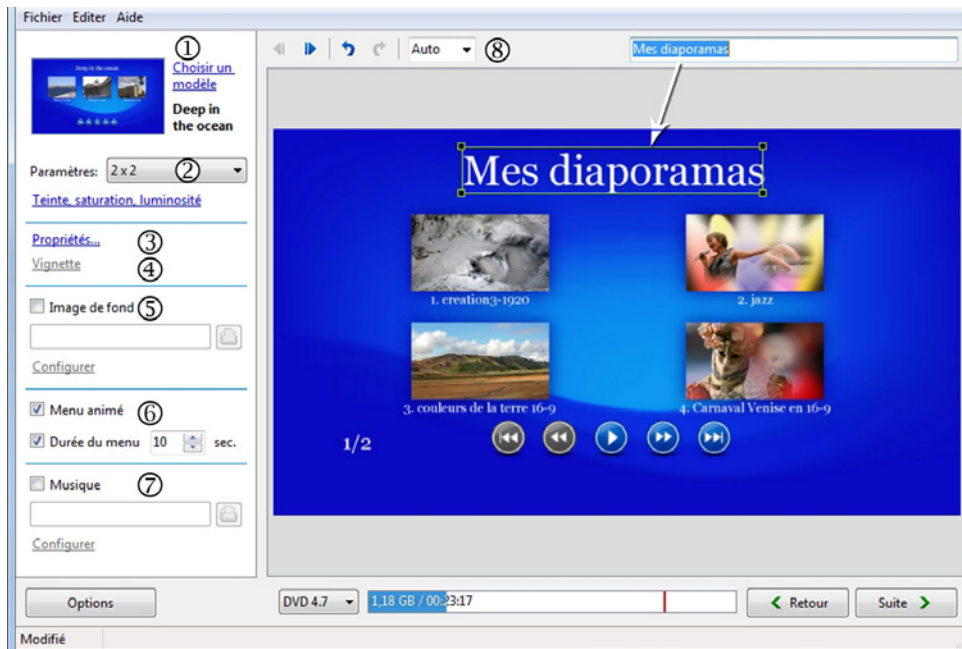 Fichier Editer Aide
①
Choisir un
modèle
Deep in the ocean
Deep in
the ocean
Paramètres: 2 x 2 ②
Teinte, saturation, luminosité
Propriétés... ③
Vignette ④
Image de fond ⑤
Configurer
Menu animé ⑥
Durée du menu 10 sec.
Musique ⑦
Configurer
Options
Modifié
Auto ⑧
Mes diaporamas
Mes diaporamas
1. creation3-1920
2. jazz
3. couleurs de la terre 16-9
4. Carnaval Venise en 16-9
1/2
DVD 4.7 1,18 GB / 00:23:17
Retour Suite